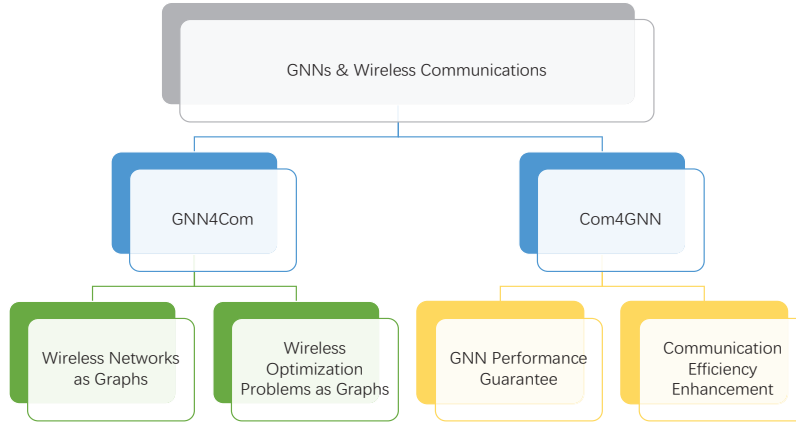 GNNs & Wireless Communications
GNN4Com
Com4GNN
Wireless Networks
as Graphs
Wireless
Optimization
Problems as Graphs
GNN Performance
Guarantee
Communication
Efficiency
Enhancement